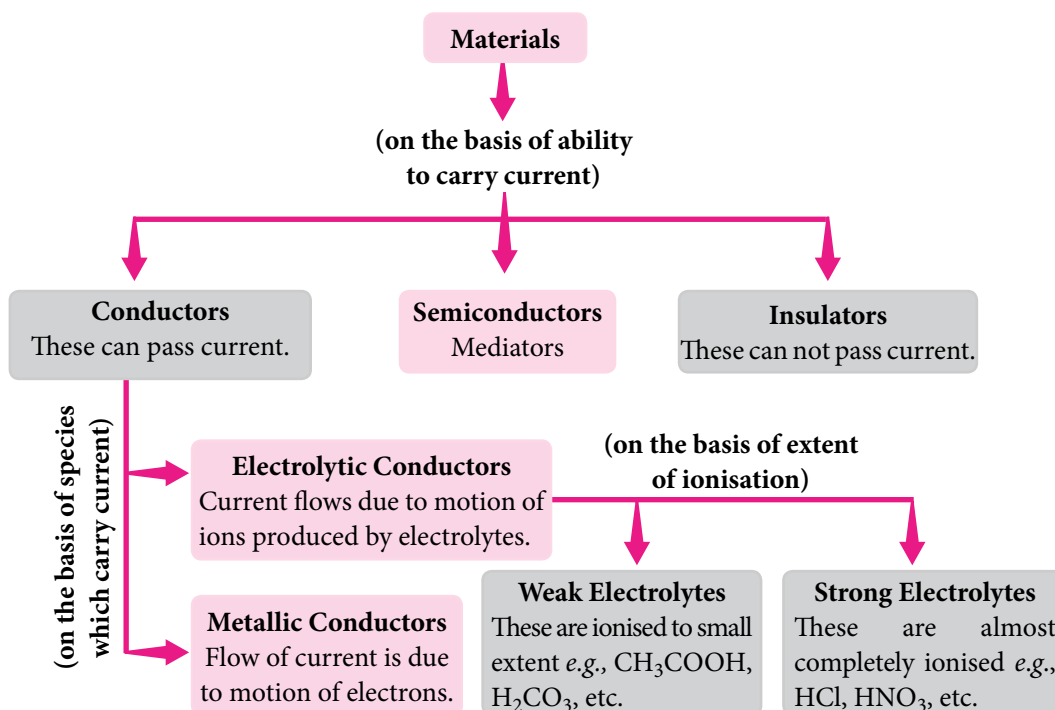 Materials
(on the basis of ability
to carry current)
Conductors
These can pass current.
Semiconductors
Mediators
Insulators
These can not pass current.
(on the basis of species
which carry current)
Electrolytic Conductors
Current flows due to motion of
ions produced by electrolytes.
(on the basis of extent
of ionisation)
Metallic Conductors
Flow of current is due
to motion of electrons.
Weak Electrolytes
These are ionised to small
extent e.g., CH₃COOH,
H₂CO₃, etc.
Strong Electrolytes
These are almost
completely ionised e.g.,
HCl, HNO₃, etc.